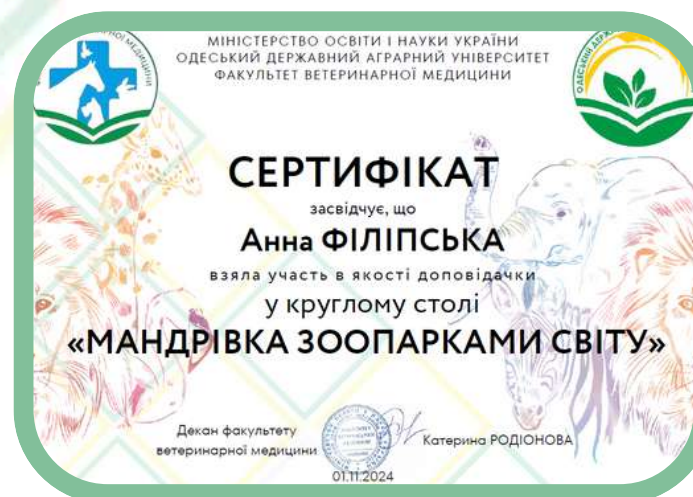 МІНІСТЕРСТВО ОСВІТИ І НАУКИ УКРАЇНИ
ОДЕСЬКИЙ ДЕРЖАВНИЙ АГРАРНИЙ УНІВЕРСИТЕТ
ФАКУЛЬТЕТ ВЕТЕРИНАРНОЇ МЕДИЦИНИ
СЕРТИФІКАТ
засвідчує, що
Анна ФІЛІПСЬКА
взяла участь в якості доповідачки
у круглому столі
«МАНДРІВКА ЗООПАРКАМИ СВІТУ»
Декан факультету
ветеринарної медицини
Катерина РОДІОНОВА
01.11.2024